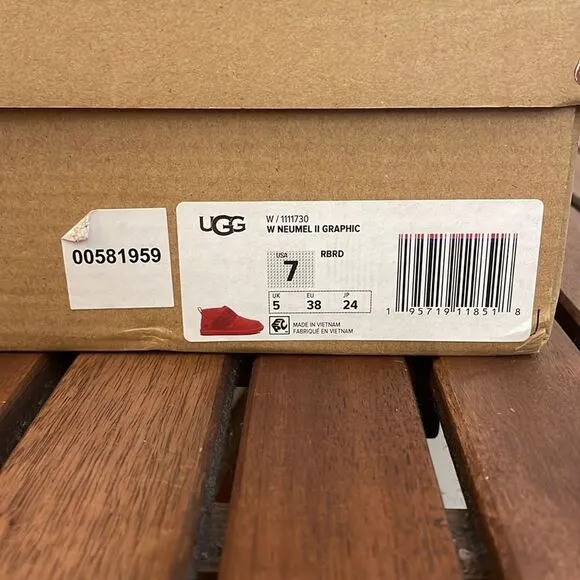 00581959
UGG
W / 1111730
W NEUMEL II GRAPHIC
USA
7
RBRD
UK
5
EU
38
JP
24
MADE IN VIETNAM
FABRIQUÉ EN VIETNAM
1 95719 11851 8